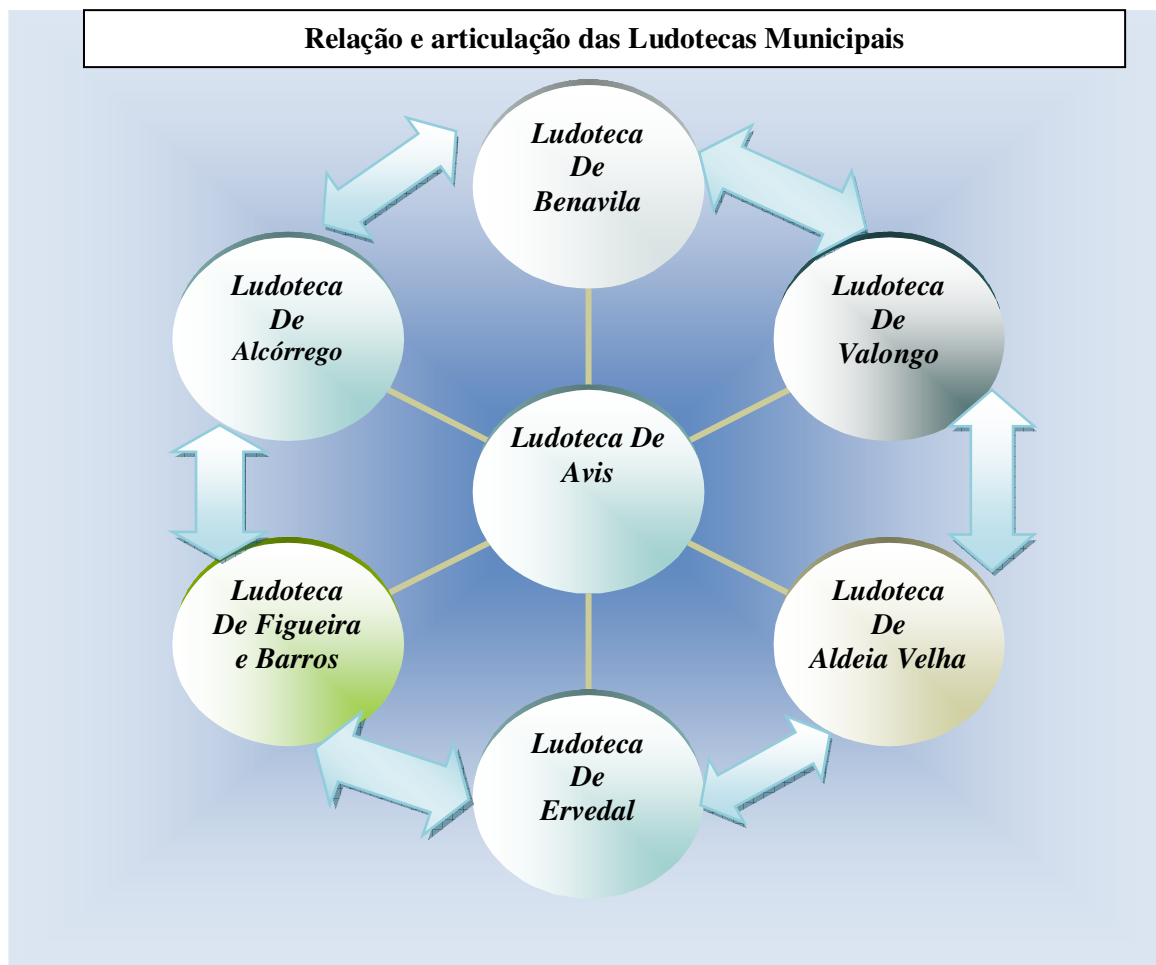 Relação e articulação das Ludotecas Municipais
Ludoteca
De
Benavila
Ludoteca
De
Alcórrego
Ludoteca
De
Valongo
Ludoteca De
Avis
Ludoteca
De Figueira
e Barros
Ludoteca
De
Aldeia Velha
Ludoteca
De
Ervedal